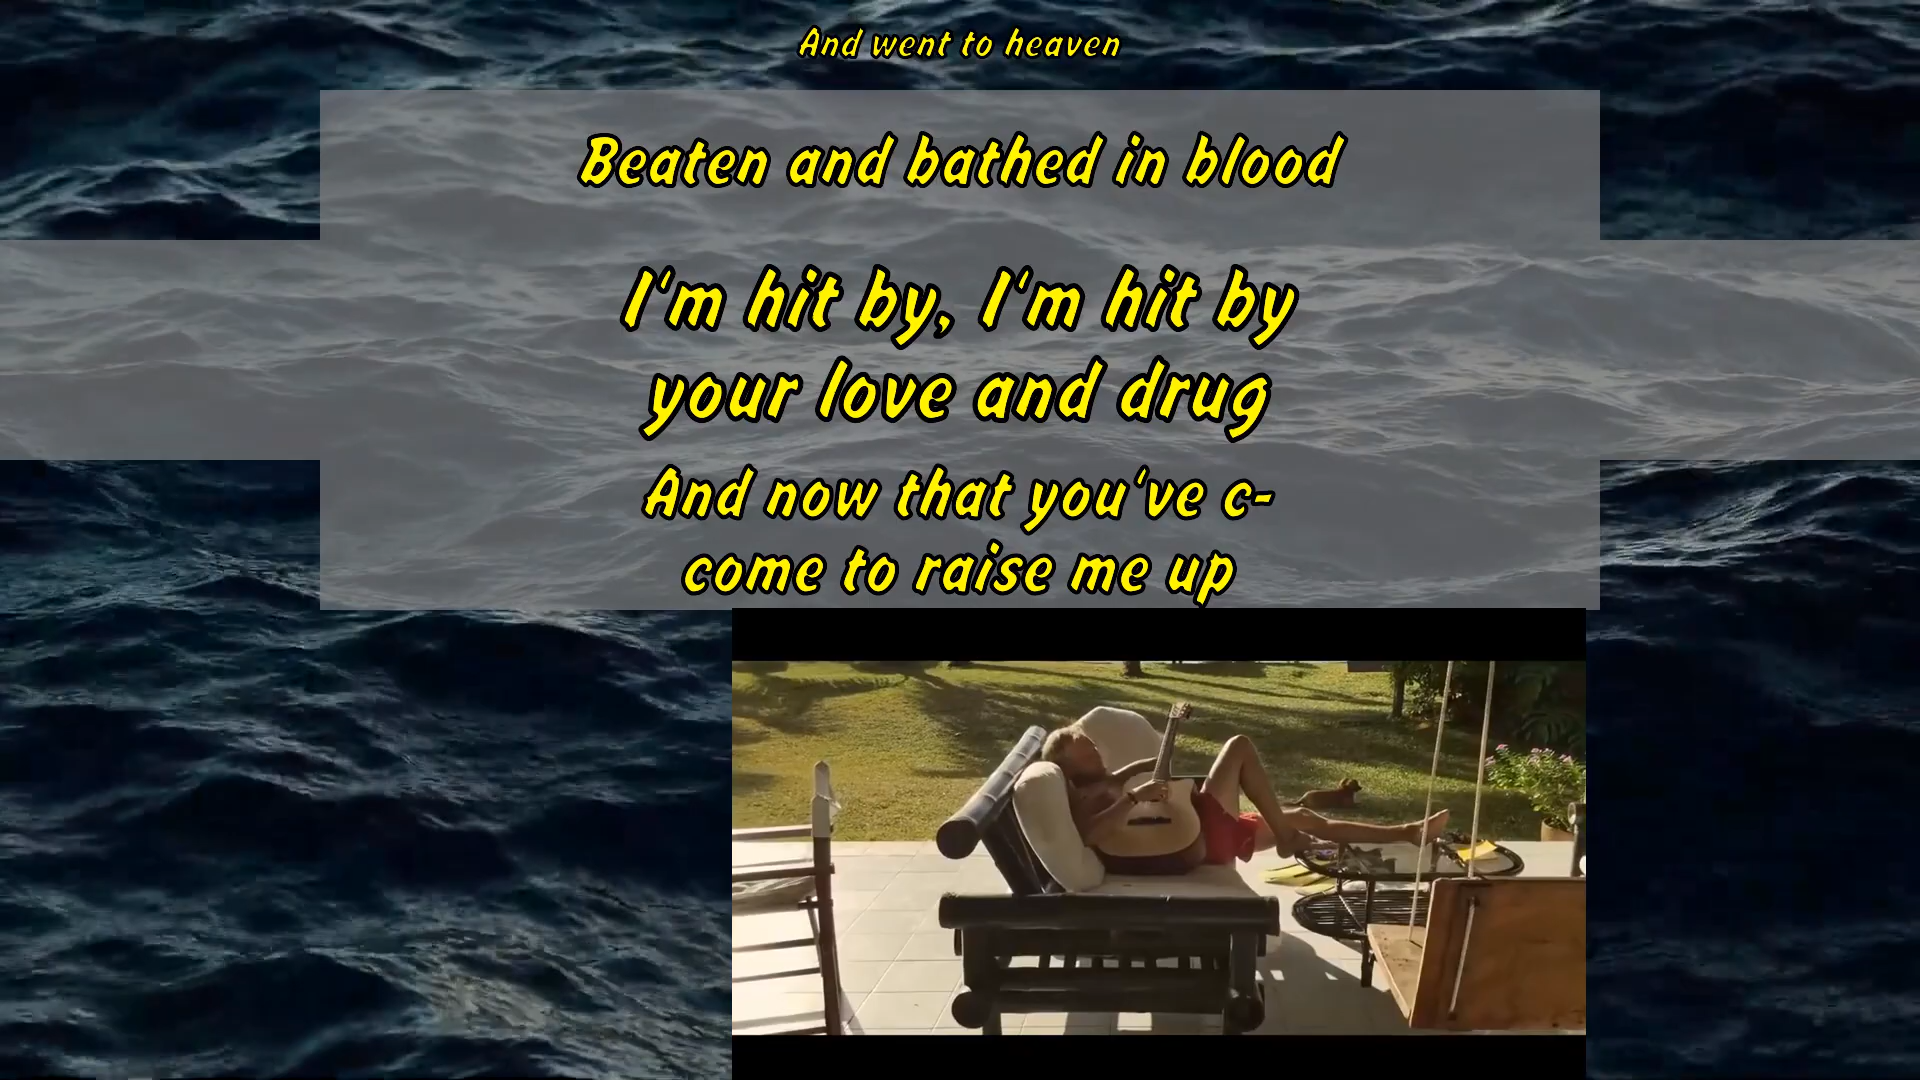 And went to heaven
Beaten and bathed in blood
I'm hit by, I'm hit by
your love and drug
And now that you've c-
come to raise me up